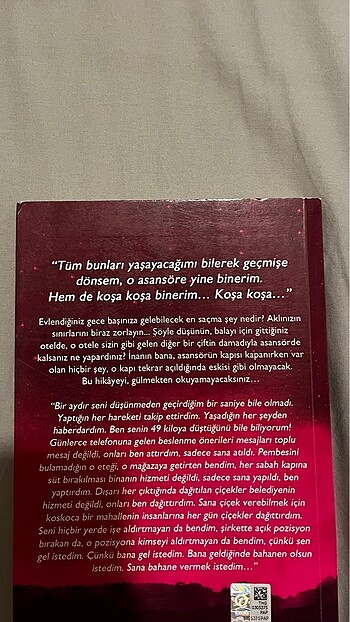 “Tüm bunları yaşayacağımı bilerek geçmişe
dönsem, o asansöre yine binerim.
Hem de koşa koşa binerim... Koşa koşa...”
Evlendiğiniz gece başınıza gelebilecek en saçma şey nedir? Aklınızın
sınırlarını biraz zorlayın... Şöyle düşünün, balayı için gittiğiniz
otelde, o otele sizin gibi gelen diğer bir çiftin damadıyla asansörde
kalsanız ne yapardınız? İnanın bana, asansörün kapısı kapanırken var
olan hiçbir şey, o kapı tekrar açıldığında eskisi gibi olmayacak.
Bu hikâyeyi, gülmekten okuyamayacaksınız...
“Bir aydır seni düşünmeden geçirdiğim bir saniye bile olmadı.
Yaptığın her hareketi takip ettirdim. Yaşadığın her şeyden
haberdardım. Ben senin 49 kiloya düştüğünü bile biliyorum!
Günlerce telefonuna gelen beslenme önerileri mesajları toplu
mesaj değildi, onları ben attırdım, sadece sana atıldı. Pembesini
bulamadığın o eteği, o mağazaya getirten bendim, her sabah kapına
süt bırakılması binanın hizmeti değildi, sadece sana yapıldı, ben
yaptırdım. Dışarı her çıktığında dağıtılan çiçekler belediyenin
hizmeti değildi, onları ben dağıttırdım. Sana çiçek verebilmek için
koskoca bir mahallenin insanlarına her gün çiçekler dağıttırdım.
Seni hiçbir yerde işe aldırtmayan da bendim, şirkette açık pozisyon
bırakan da, o pozisyona kimseyi aldırtmayan da bendim, çünkü sen
gel istedim. Çünkü bana gel istedim. Bana geldiğinde bahanen olsun
istedim. Sana bahane vermek istedim...”